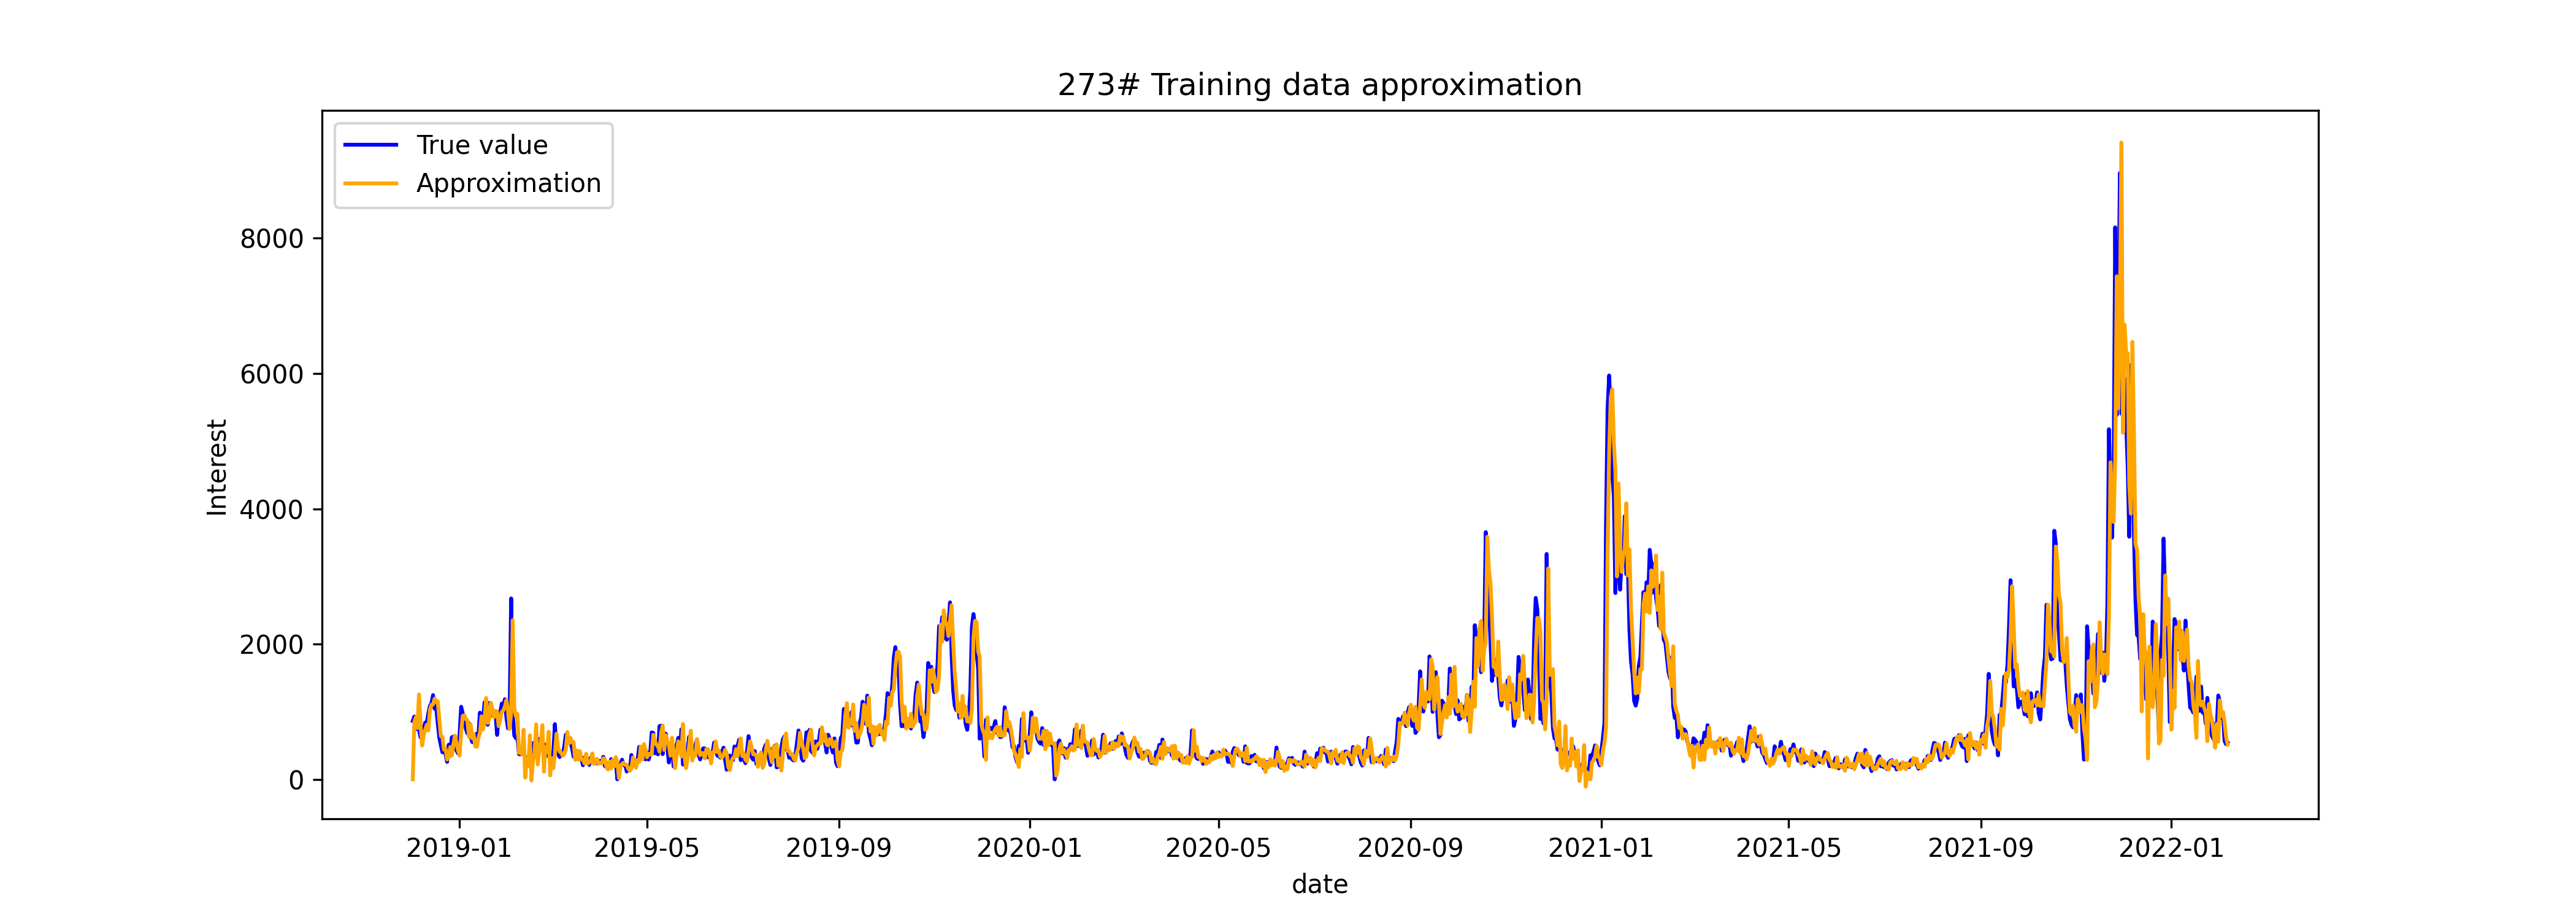 273# Training data approximation
True value
Approximation
Interest
8000
6000
4000
2000
0
2019-01 2019-05 2019-09 2020-01 2020-05 2020-09 2021-01 2021-05 2021-09 2022-01
date